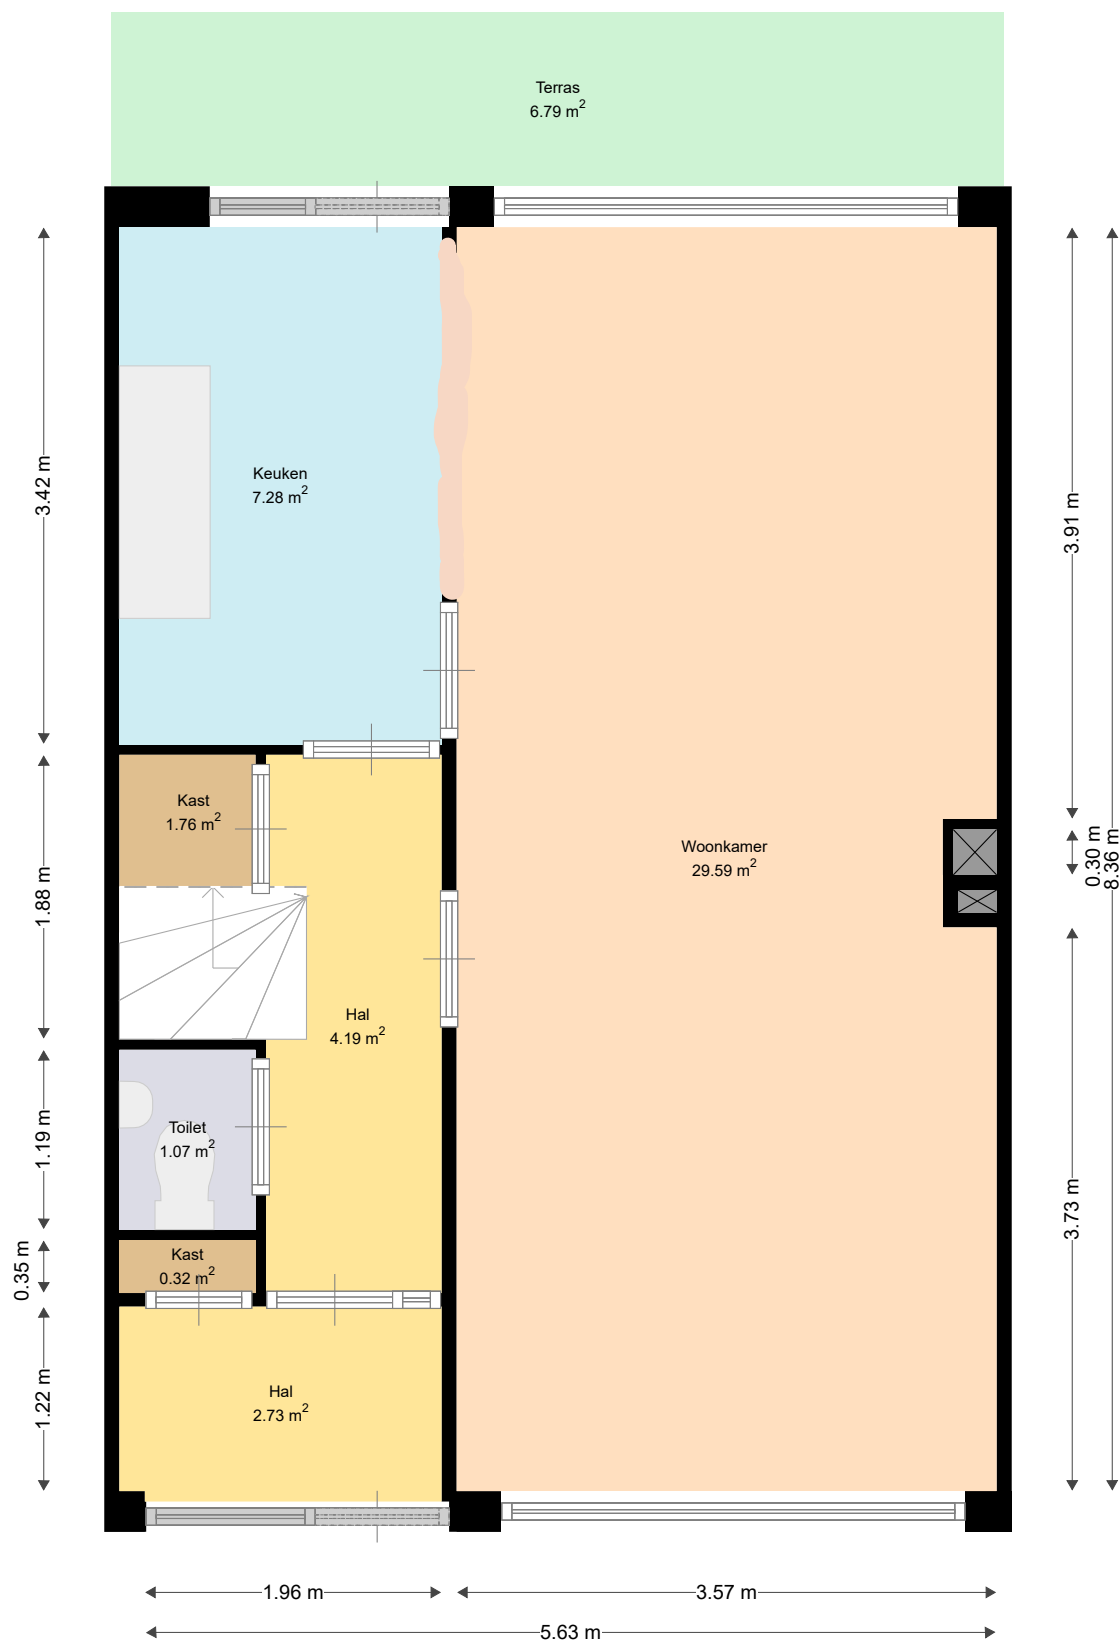 Terras
6.79 m²
3.42 m
Keuken
7.28 m²
3.91 m
Kast
1.76 m²
Woonkamer
29.59 m²
0.30 m
8.36 m
1.88 m
Hal
4.19 m²
Toilet
1.07 m²
1.19 m
3.73 m
Kast
0.32 m²
0.35 m
Hal
2.73 m²
1.22 m
1.96 m
3.57 m
5.63 m